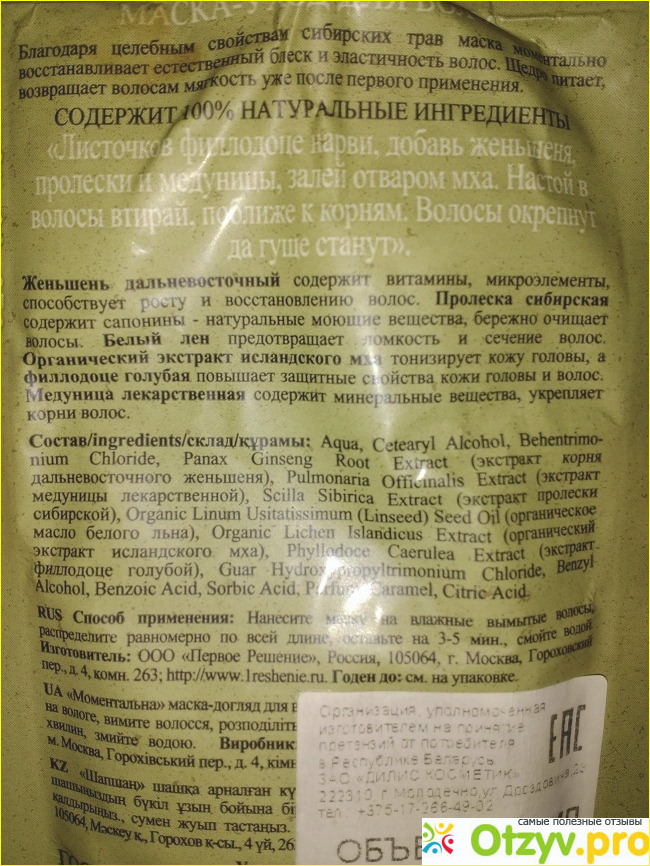 МАСКА-УХОД ДЛЯ ВОЛ
Благодаря целебным свойствам сибирских трав маска моментально
восстанавливает естественный блеск и эластичность волос. Щедро питает,
возвращает волосам мягкость уже после первого применения.
СОДЕРЖИТ 100% НАТУРАЛЬНЫЕ ИНГРЕДИЕНТЫ
«Листочков филлодоце нарви, добавь женьшеня,
пролески и медуницы, залей отваром мха. Настой в
волосы втирай, поближе к корням. Волосы окрепнут
да гуще станут».
Женьшень дальневосточный содержит витамины, микроэлементы,
способствует росту и восстановлению волос. Пролеска сибирская
содержит сапонины - натуральные моющие вещества, бережно очищает
волосы. Белый лен предотвращает ломкость и сечение волос.
Органический экстракт исландского мха тонизирует кожу головы, а
филлодоце голубая повышает защитные свойства кожи головы и волос.
Медуница лекарственная содержит минеральные вещества, укрепляет
корни волос.
Состав/ingredients/склад/құрамы: Aqua, Cetearyl Alcohol, Behentrimo-
nium Chloride, Panax Ginseng Root Extract (экстракт корня
дальневосточного женьшеня), Pulmonaria Officinalis Extract (экстракт
медуницы лекарственной), Scilla Sibirica Extract (экстракт пролески
сибирской), Organic Linum Usitatissimum (Linseed) Seed Oil (органическое
масло белого льна), Organic Lichen Islandicus Extract (органический
экстракт исландского мха), Phyllodoce Caerulea Extract (экстракт
филлодоце голубой), Guar Hydroxypropyltrimonium Chloride, Benzyl
Alcohol, Benzoic Acid, Sorbic Acid, Parfum, Caramel, Citric Acid.
RUS Способ применения: Нанесите маску на влажные вымытые волосы,
распределите равномерно по всей длине, оставьте на 3-5 мин., смойте водой.
Изготовитель: ООО «Первое Решение», Россия, 105064, г. Москва, Гороховский
пер., д. 4, комн. 263; http://www.1reshenie.ru. Годен до: см. на упаковке.
UA «Моментальна» маска-догляд для в
на вологе, вимите волосся, розподіліть
хвилин, змийте водою. Виробник:
м. Москва, Горохівський пер., д. 4, кімн
KZ «Шапшаң» шашқа арналған кү
шашыңыздың бүкіл ұзын бойына бі
қалдырыңыз, сумен жуып тастаңыз.
105064, Мәскеу қ., Горохов к-сы, 4 үй, 26
Организация, уполномоченная
изготовителем на принятие
претензий от потребителя
в Республике Беларусь:
ЗАО «ДИЛИС КОСМЕТИК»
222310, г. Молодечно, ул. Дроздовича,
тел. +375-17-266-49-02
EAC
ОБЪЕ
самые полезные отзывы
Otzyv.pro